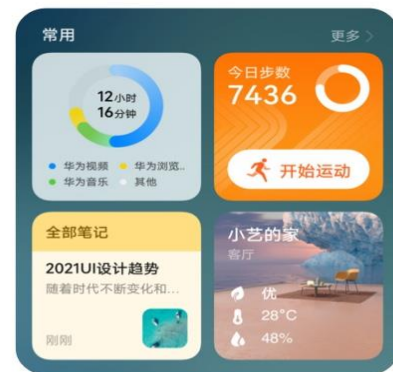 常用
更多
12小时
16分钟
华为视频
华为浏览..
华为音乐
其他
今日步数
7436
开始运动
全部笔记
2021UI设计趋势
随着时代不断变化和...
刚刚
小艺的家
客厅
优
28°C
48%